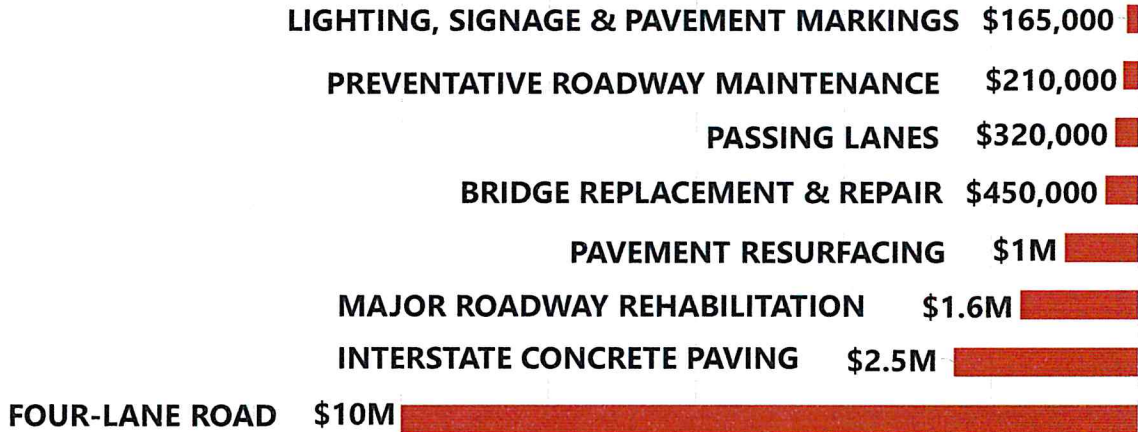 LIGHTING, SIGNAGE & PAVEMENT MARKINGS $165,000
PREVENTATIVE ROADWAY MAINTENANCE $210,000
PASSING LANES $320,000
BRIDGE REPLACEMENT & REPAIR $450,000
PAVEMENT RESURFACING $1M
MAJOR ROADWAY REHABILITATION $1.6M
INTERSTATE CONCRETE PAVING $2.5M
FOUR-LANE ROAD $10M